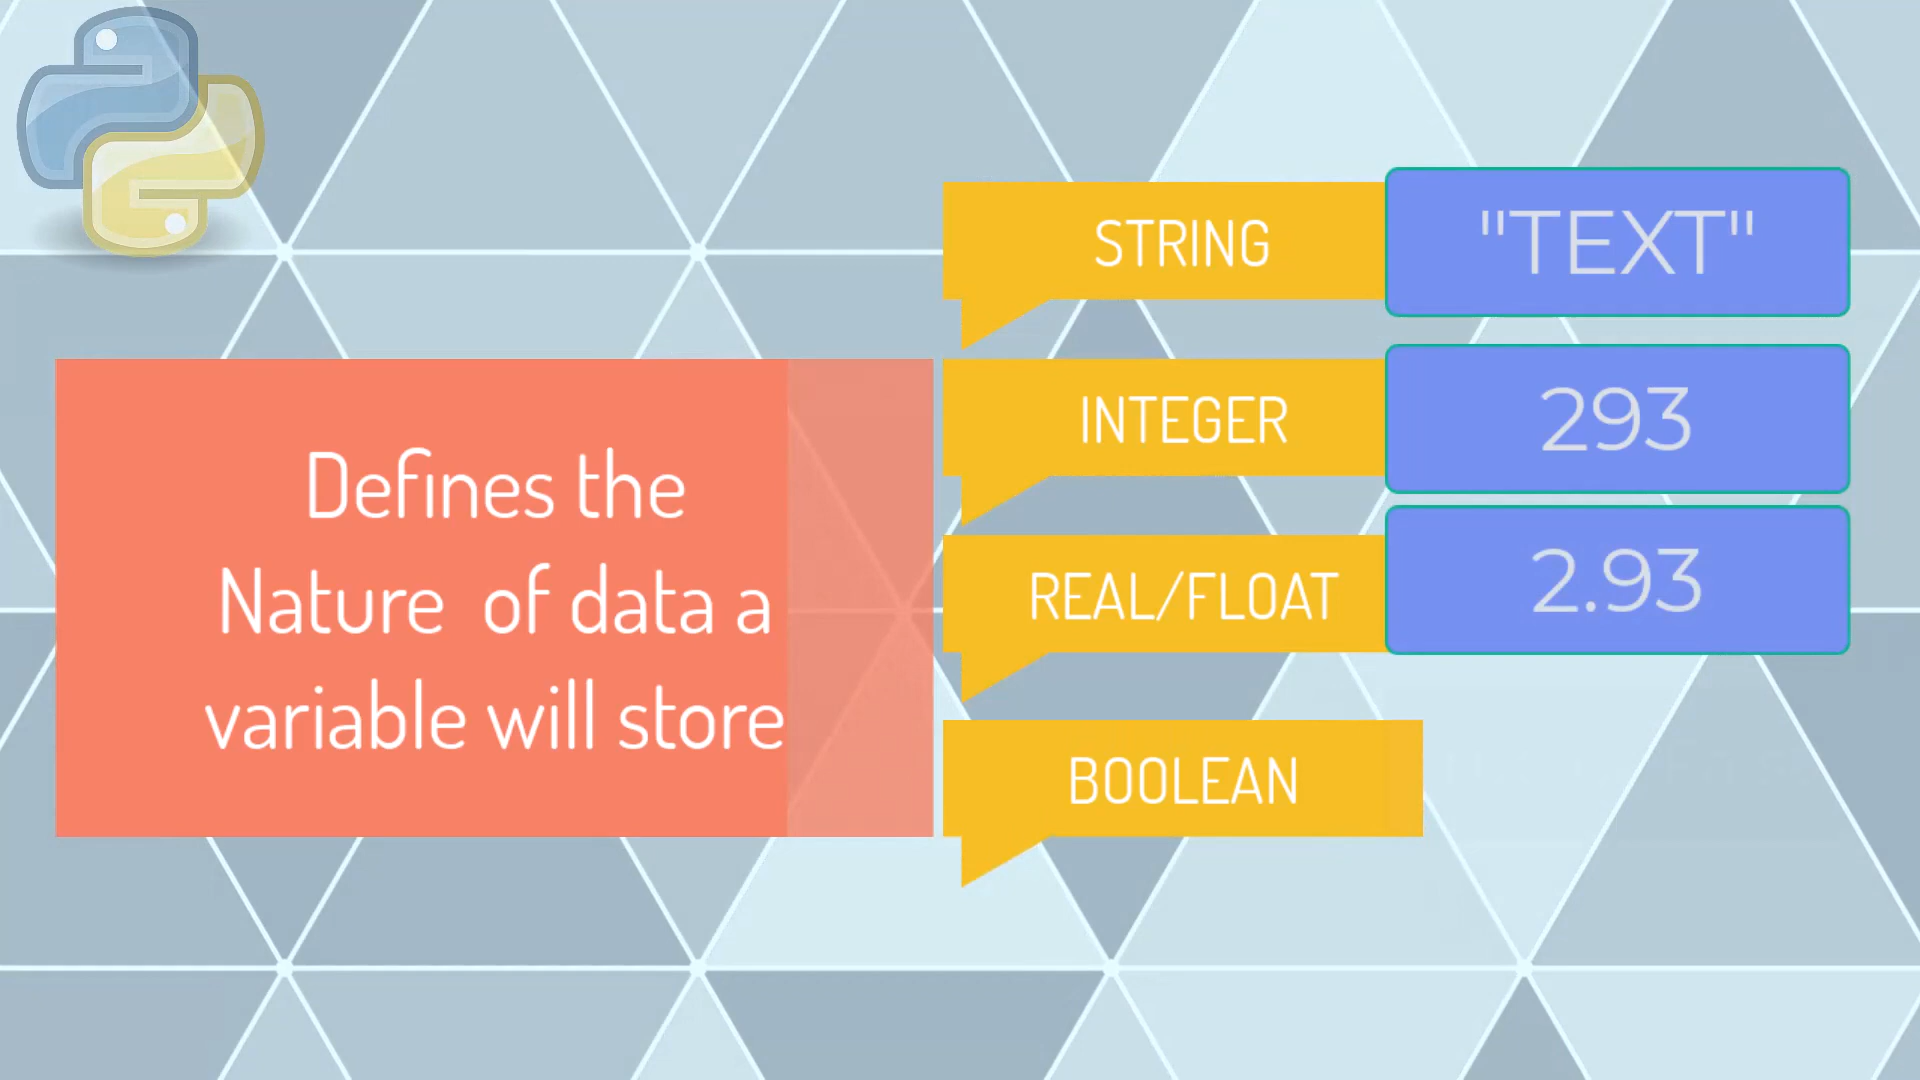 Defines the
Nature of data a
variable will store
STRING
"TEXT"
INTEGER
293
REAL/FLOAT
2.93
BOOLEAN